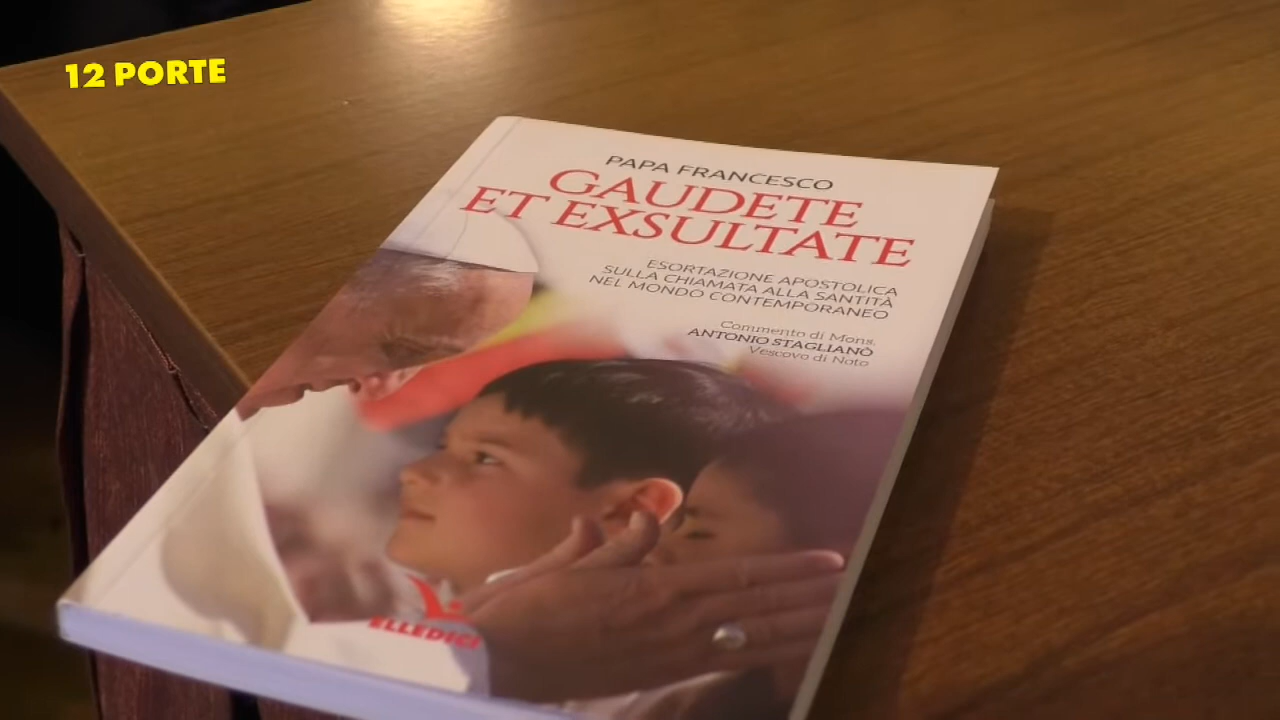 12 PORTE
PAPA FRANCESCO
GAUDETE
ET EXSULTATE
ESORTAZIONE APOSTOLICA
SULLA CHIAMATA ALLA SANTITÀ
NEL MONDO CONTEMPORANEO
Commento di Mons.
ANTONIO STAGLIANÒ
Vescovo di Noto
ELLEDICI